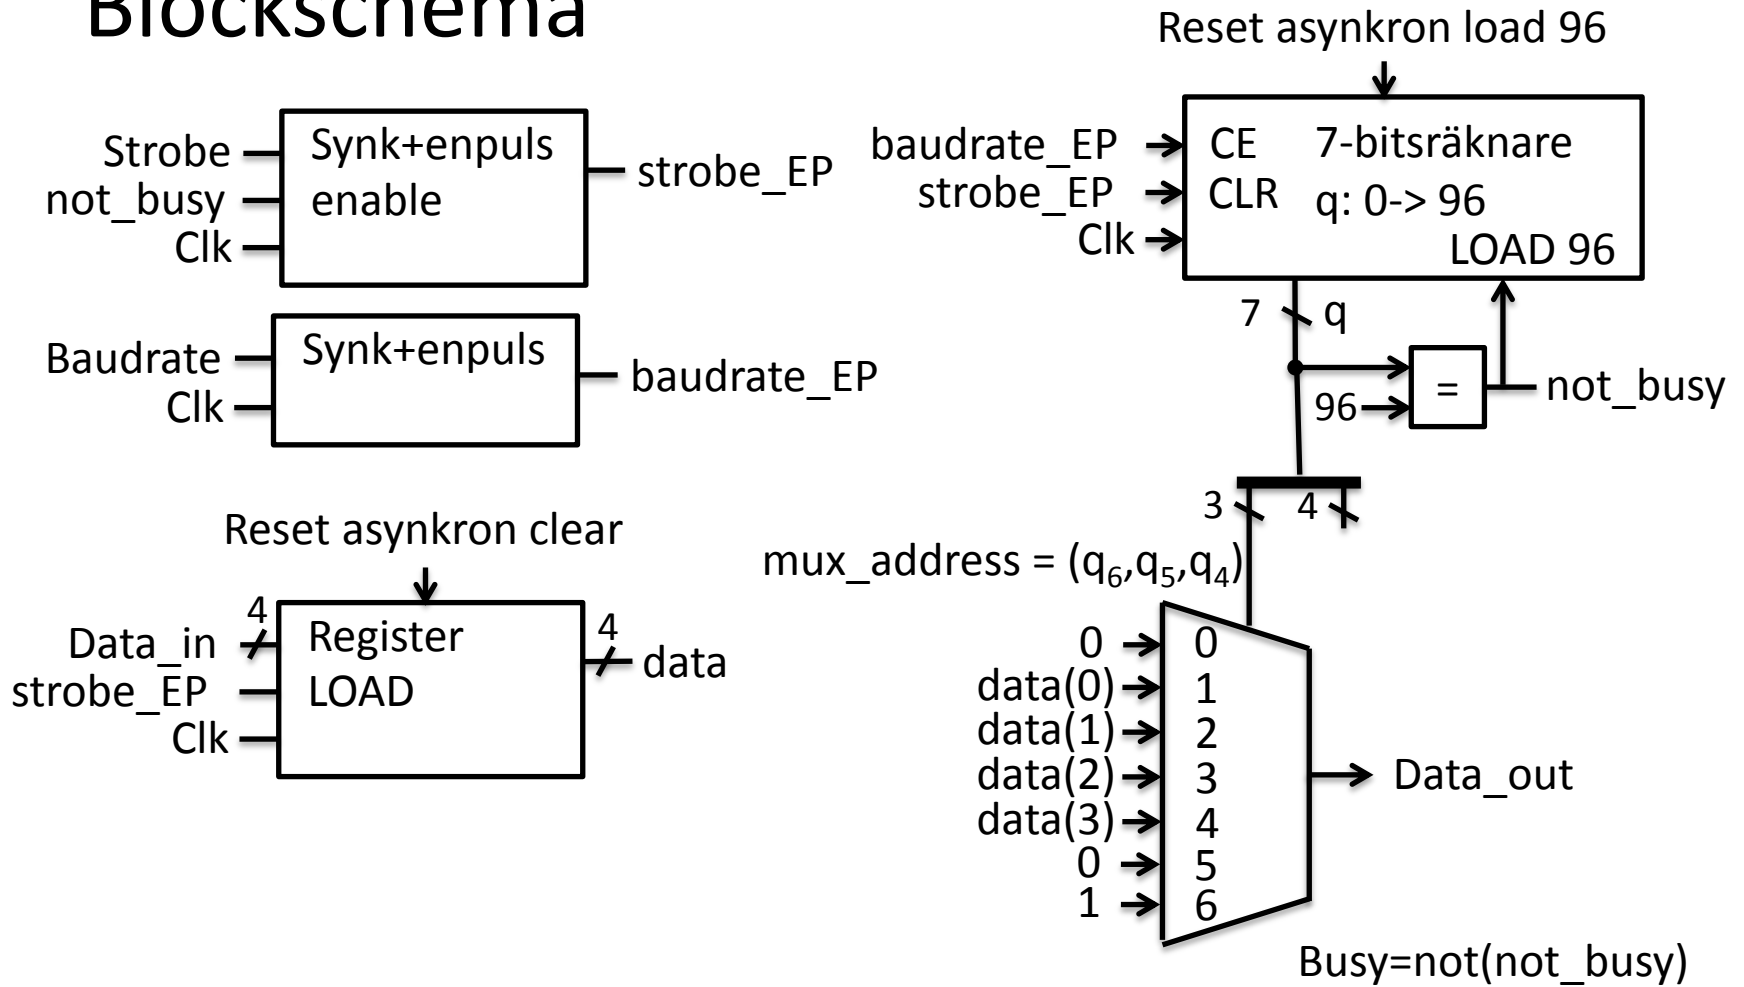 Blockschema
Strobe
not_busy
Clk
Synk+enpuls
enable
strobe_EP
Baudrate
Clk
Synk+enpuls
baudrate_EP
Reset asynkron clear
Data_in
strobe_EP
Clk
4
Register
LOAD
4
data
Reset asynkron load 96
baudrate_EP
strobe_EP
Clk
CE 7-bitsräknare
CLR q: 0-> 96
LOAD 96
7 q
96
=
not_busy
3 4
mux_address = (q6,q5,q4)
0 0
data(0) 1
data(1) 2
data(2) 3
data(3) 4
0 5
1 6
Data_out
Busy=not(not_busy)